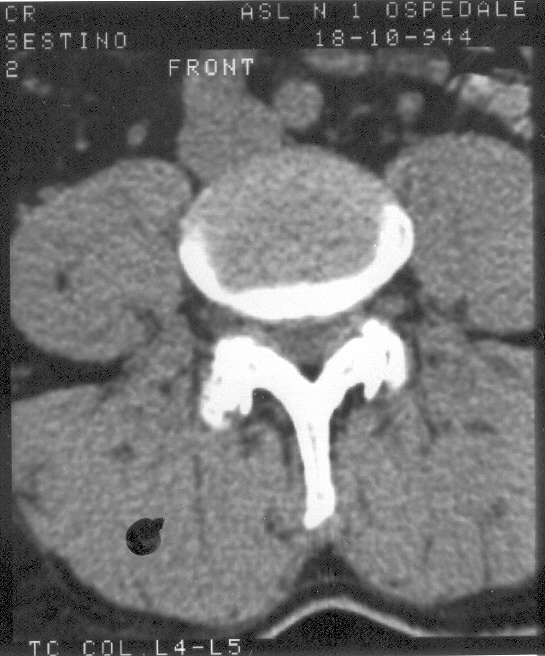 CR ASL N 1 OSPEDALE
SESTINO 18-10-944
2 FRONT
TC COL.L4-L5